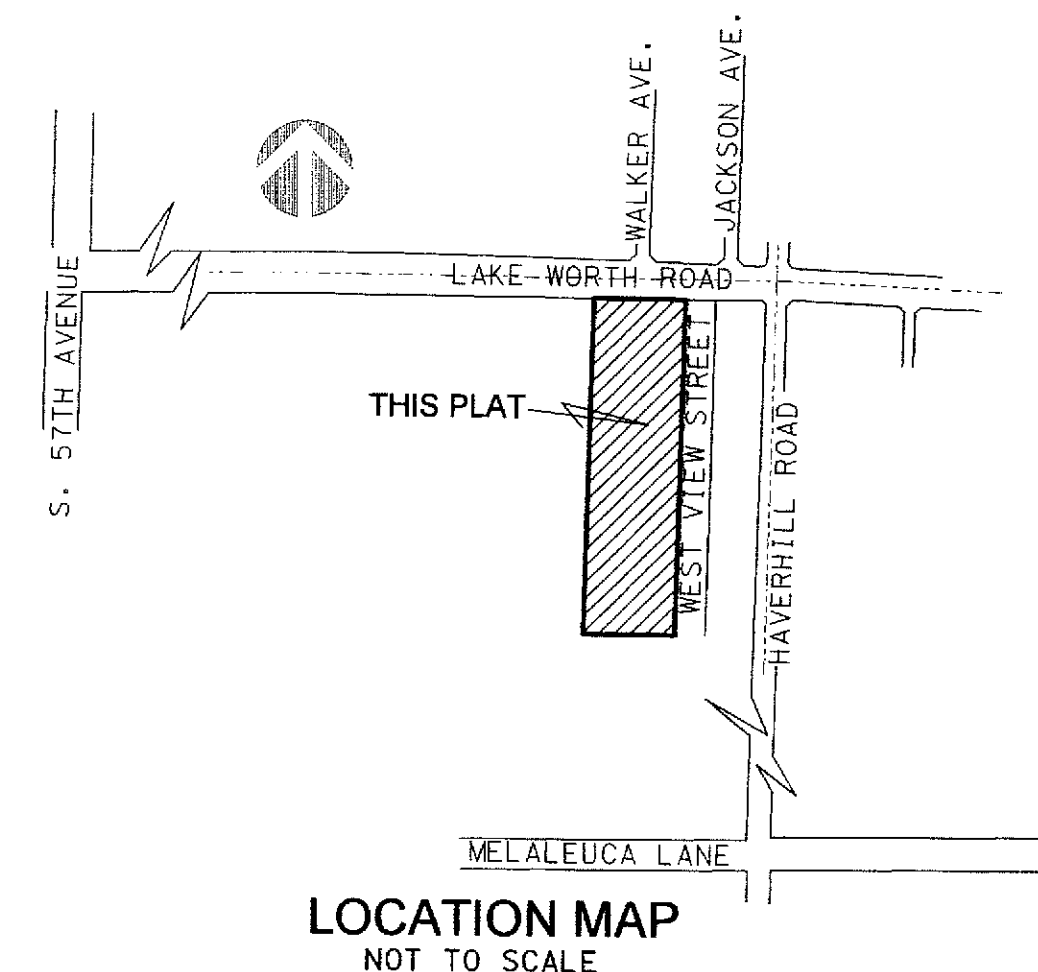 WALKER AVE.
JACKSON AVE.
LAKE WORTH ROAD
S. 57TH AVENUE
THIS PLAT
WEST VIEW STREET
HAVERHILL ROAD
MELALEUCA LANE
LOCATION MAP
NOT TO SCALE